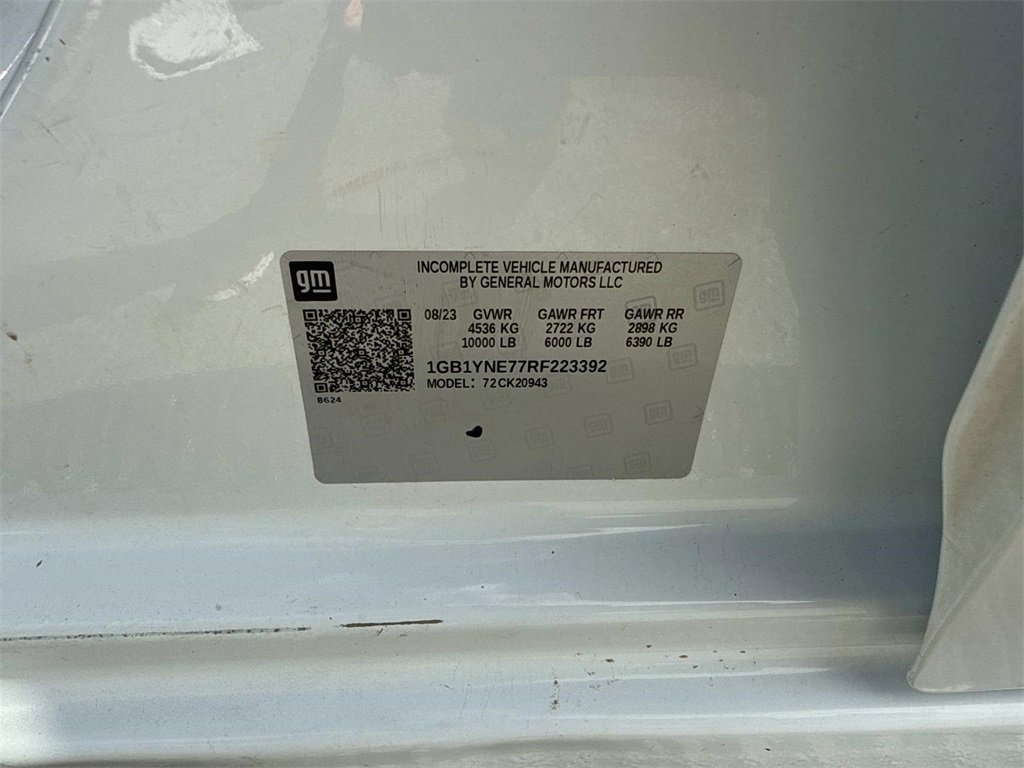 gm
INCOMPLETE VEHICLE MANUFACTURED
BY GENERAL MOTORS LLC
08/23 GVWR GAWR FRT GAWR RR
4536 KG 2722 KG 2898 KG
10000 LB 6000 LB 6390 LB
1GB1YNE77RF223392
MODEL: 72CK20943
8624